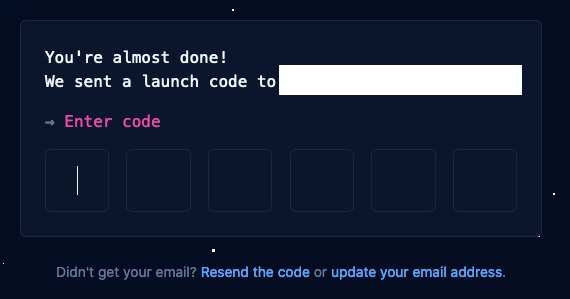 You're almost done!
We sent a launch code to
→ Enter code
Didn't get your email? Resend the code or update your email address.